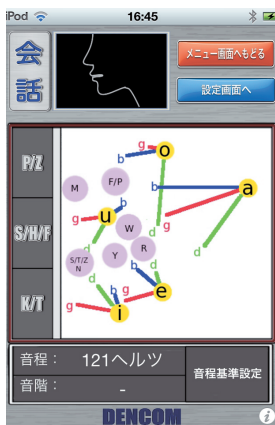 iPod 16:45
会話
メニュー画面へもどる
設定画面へ
P/Z
S/H/F
K/T
g o
b
M F/P b a
g u b g
W d
d
S/T/Z N Y R d d
b b
g g e
i
音程： 121ヘルツ
音階： -
音程基準設定
DENCOM i